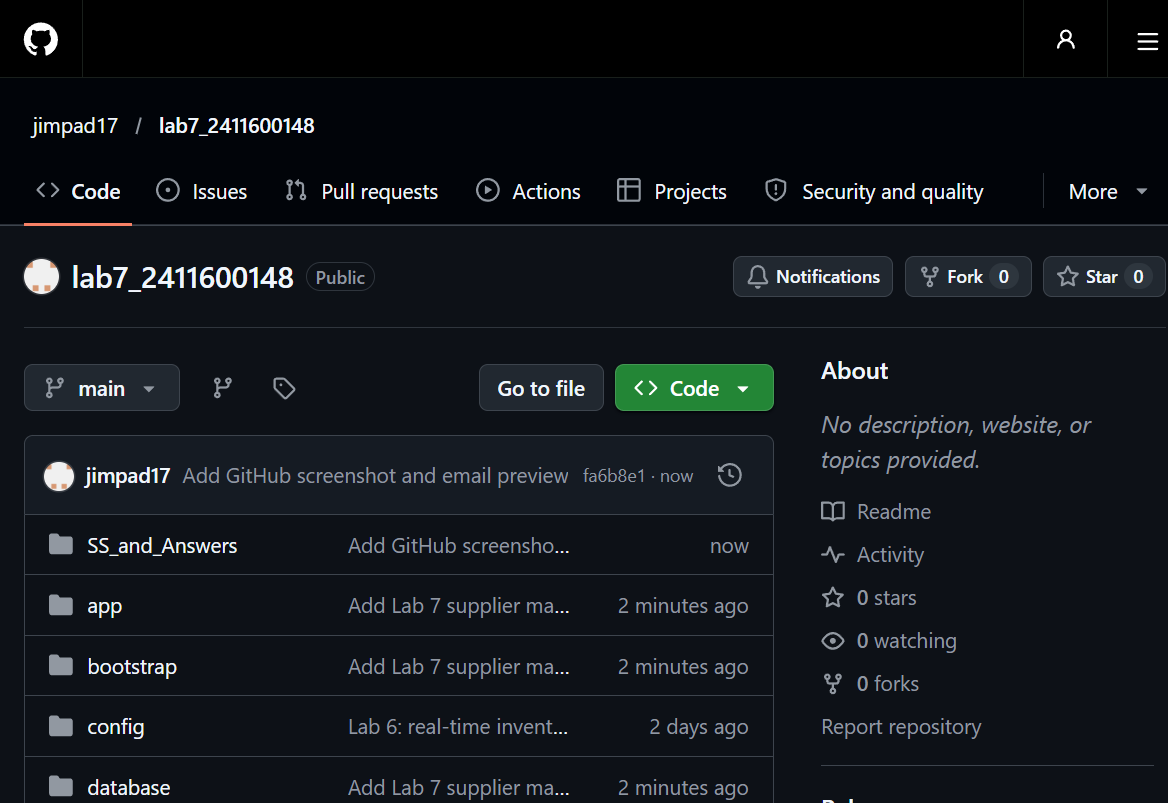 jimpad17 / lab7_2411600148
Code Issues Pull requests Actions Projects Security and quality More
lab7_2411600148 Public Notifications Fork 0 Star 0
main Go to file Code
About
No description, website, or
topics provided.
jimpad17 Add GitHub screenshot and email preview fa6b8e1 · now
Readme
SS_and_Answers Add GitHub screensho... now
Activity
app Add Lab 7 supplier ma... 2 minutes ago
0 stars
0 watching
bootstrap Add Lab 7 supplier ma... 2 minutes ago
0 forks
config Lab 6: real-time invent... 2 days ago
Report repository
database Add Lab 7 supplier ma... 2 minutes ago